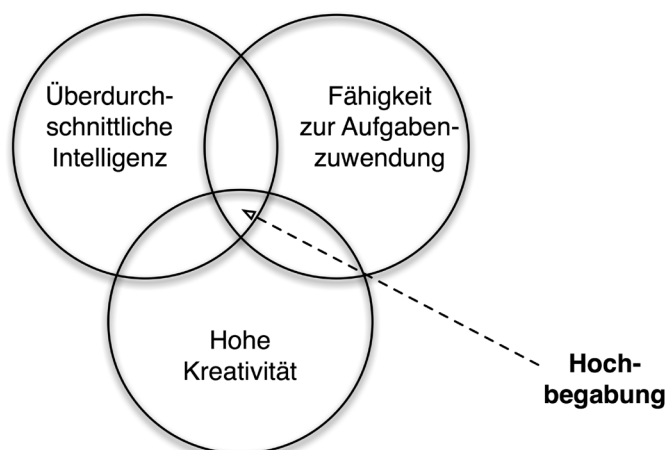 Überdurch-
schnittliche
Intelligenz
Fähigkeit
zur Aufgaben-
zuwendung
Hohe
Kreativität
Hoch-
begabung